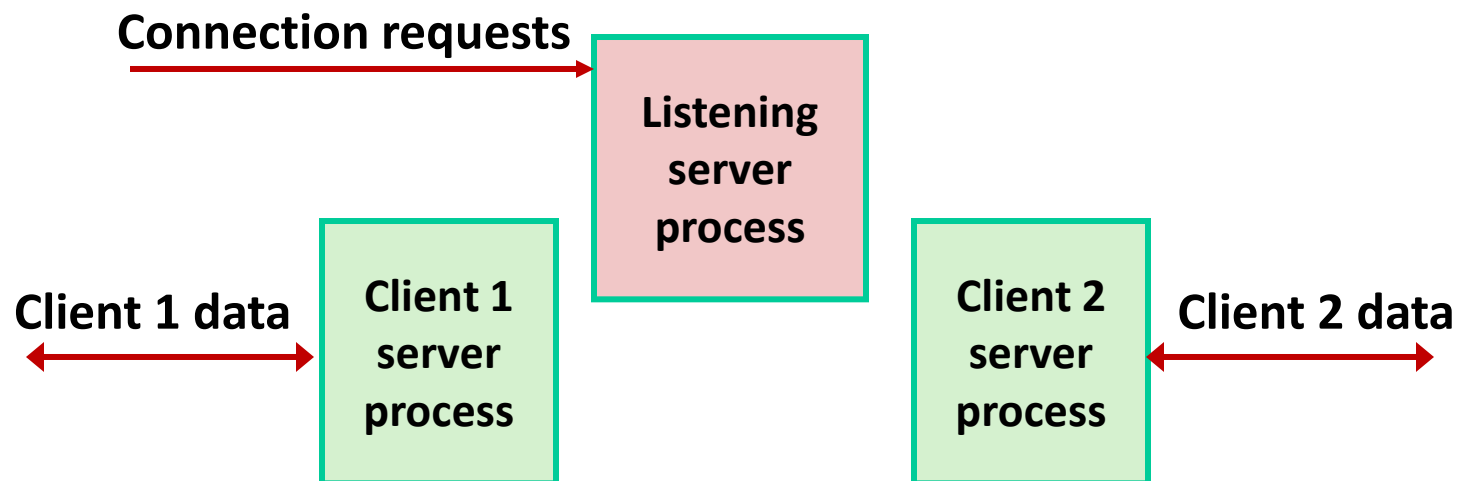 Connection requests
Listening
server
process
Client 1 data
Client 1
server
process
Client 2
server
process
Client 2 data